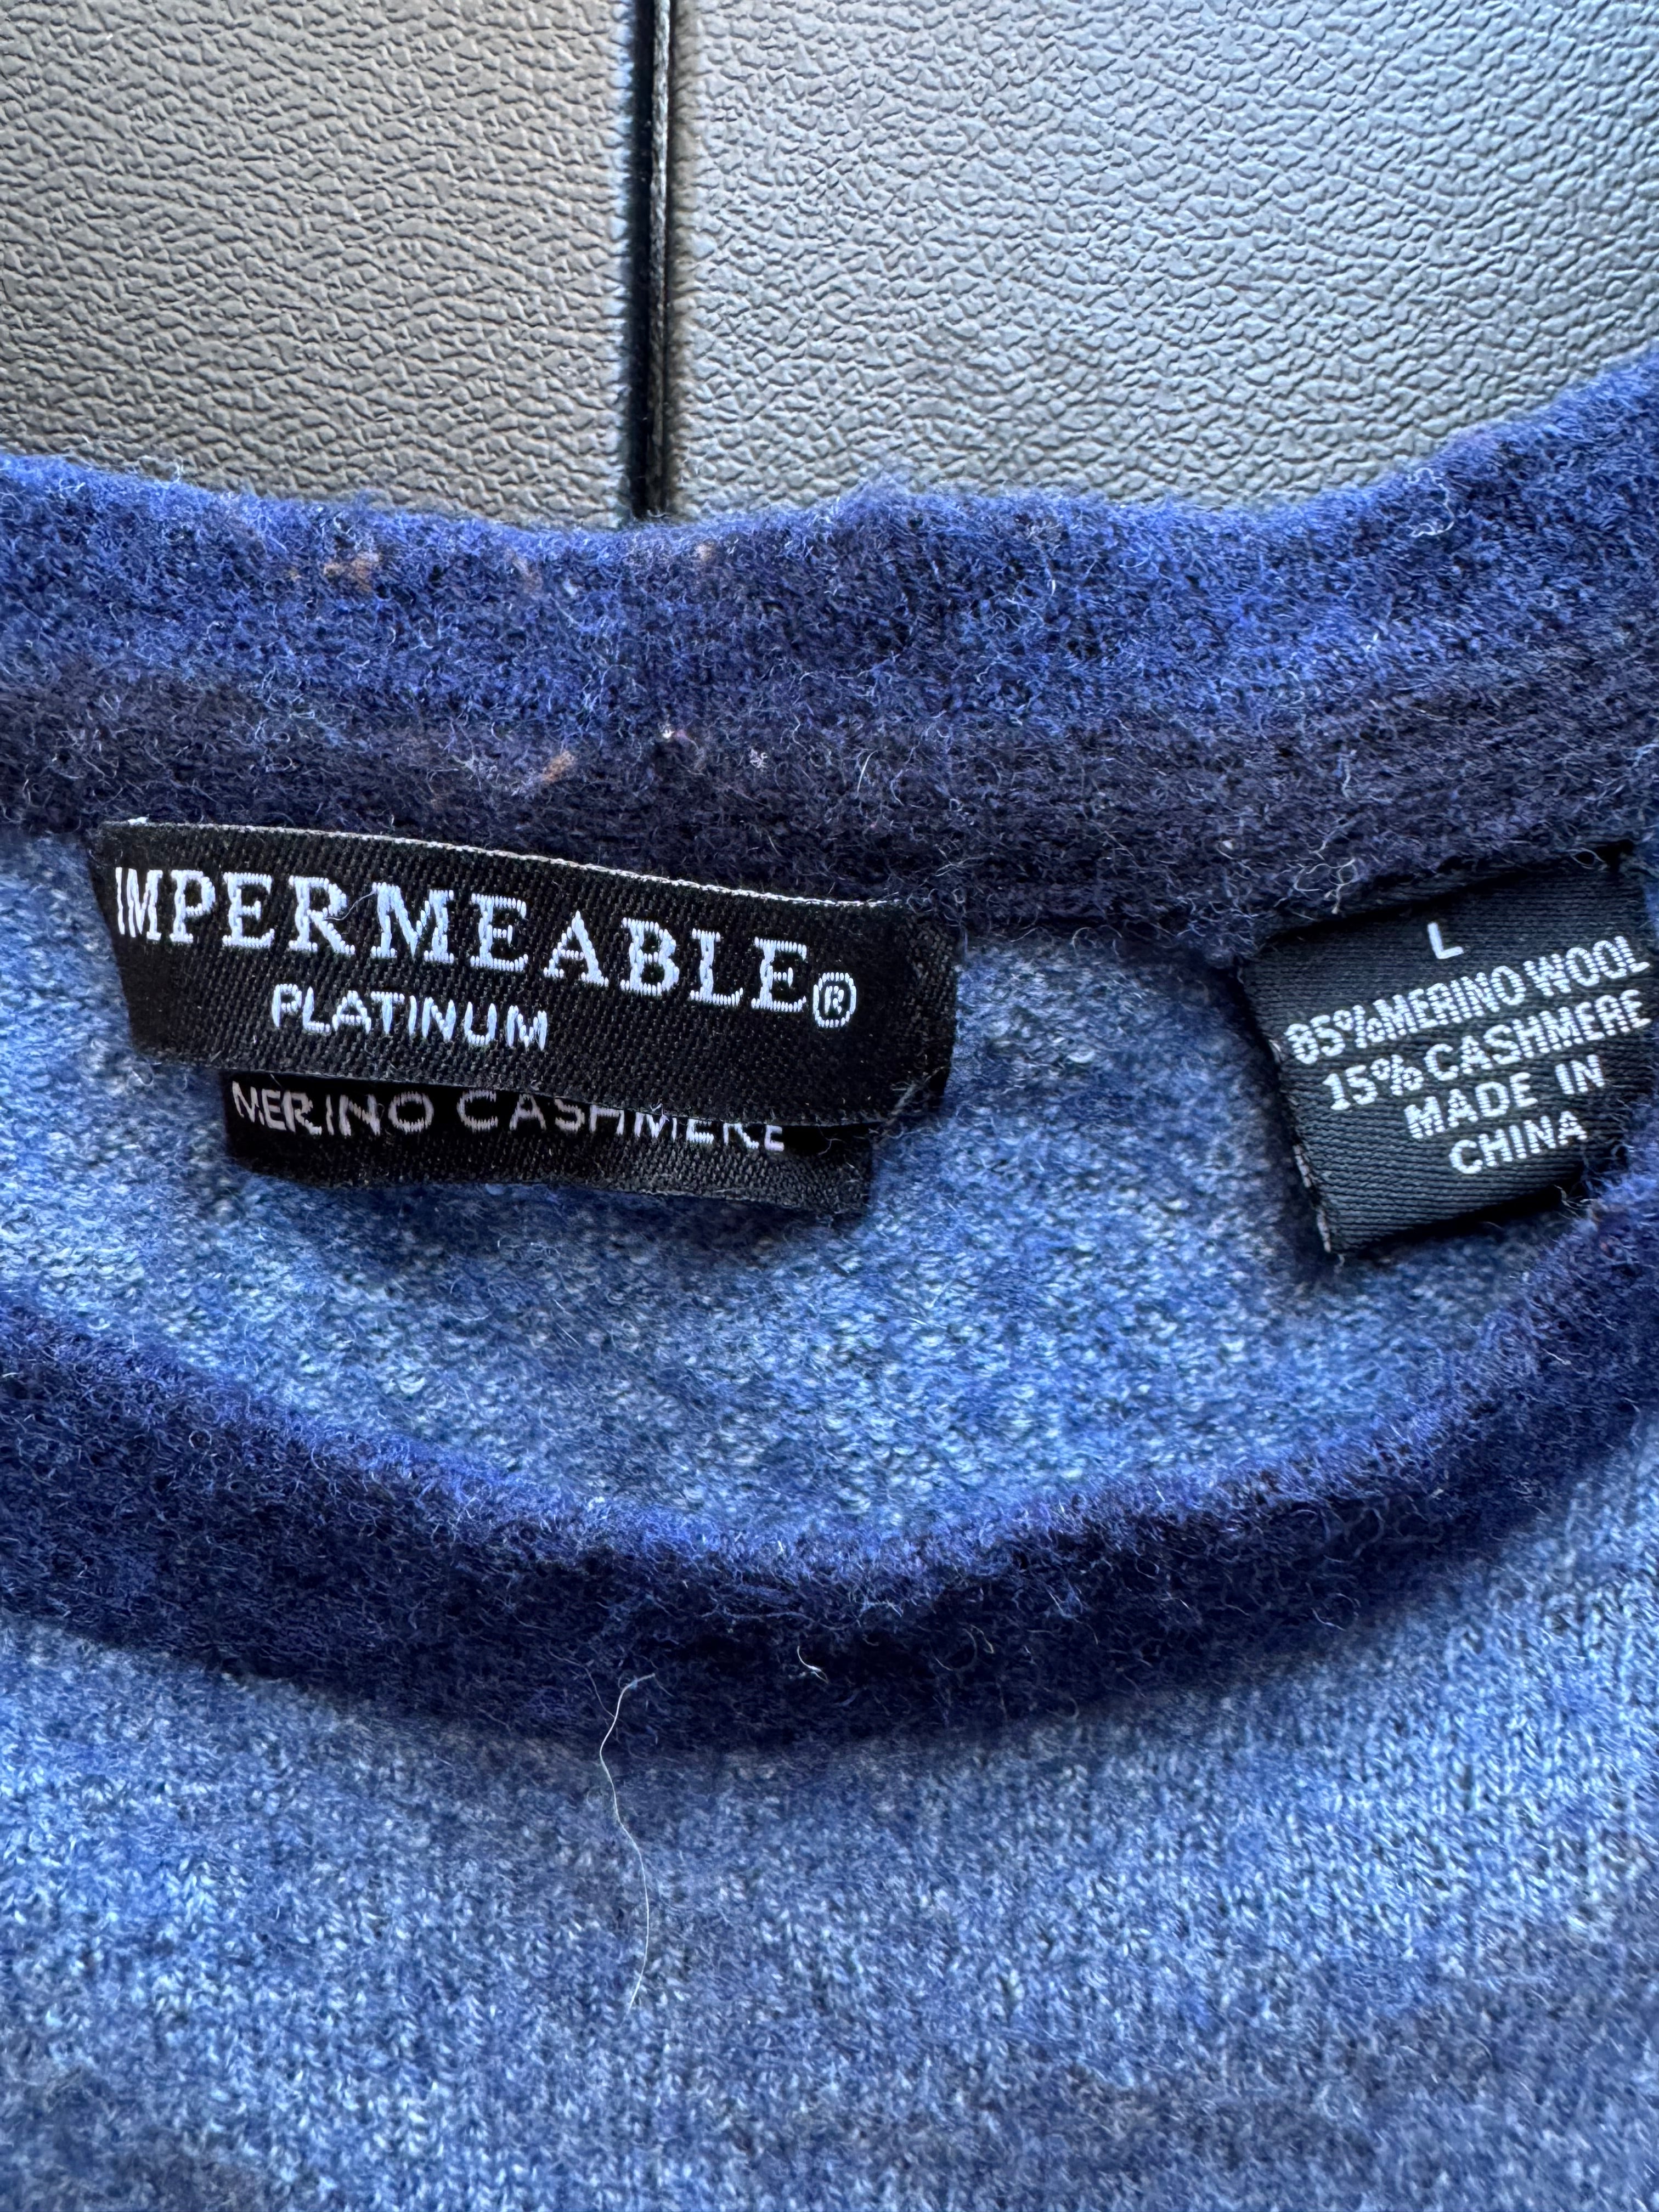 IMPERMEABLE®
PLATINUM
MERINO CASHMERE
L
85%MERINO WOOL
15% CASHMERE
MADE IN
CHINA